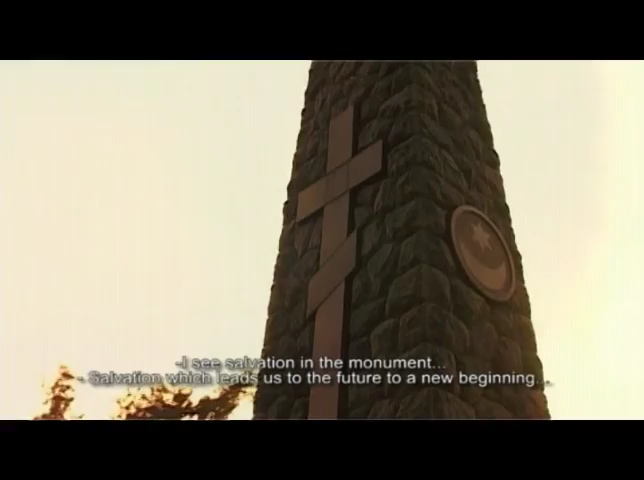 -I see salvation in the monument...
- Salvation which leads us to the future to a new beginning...